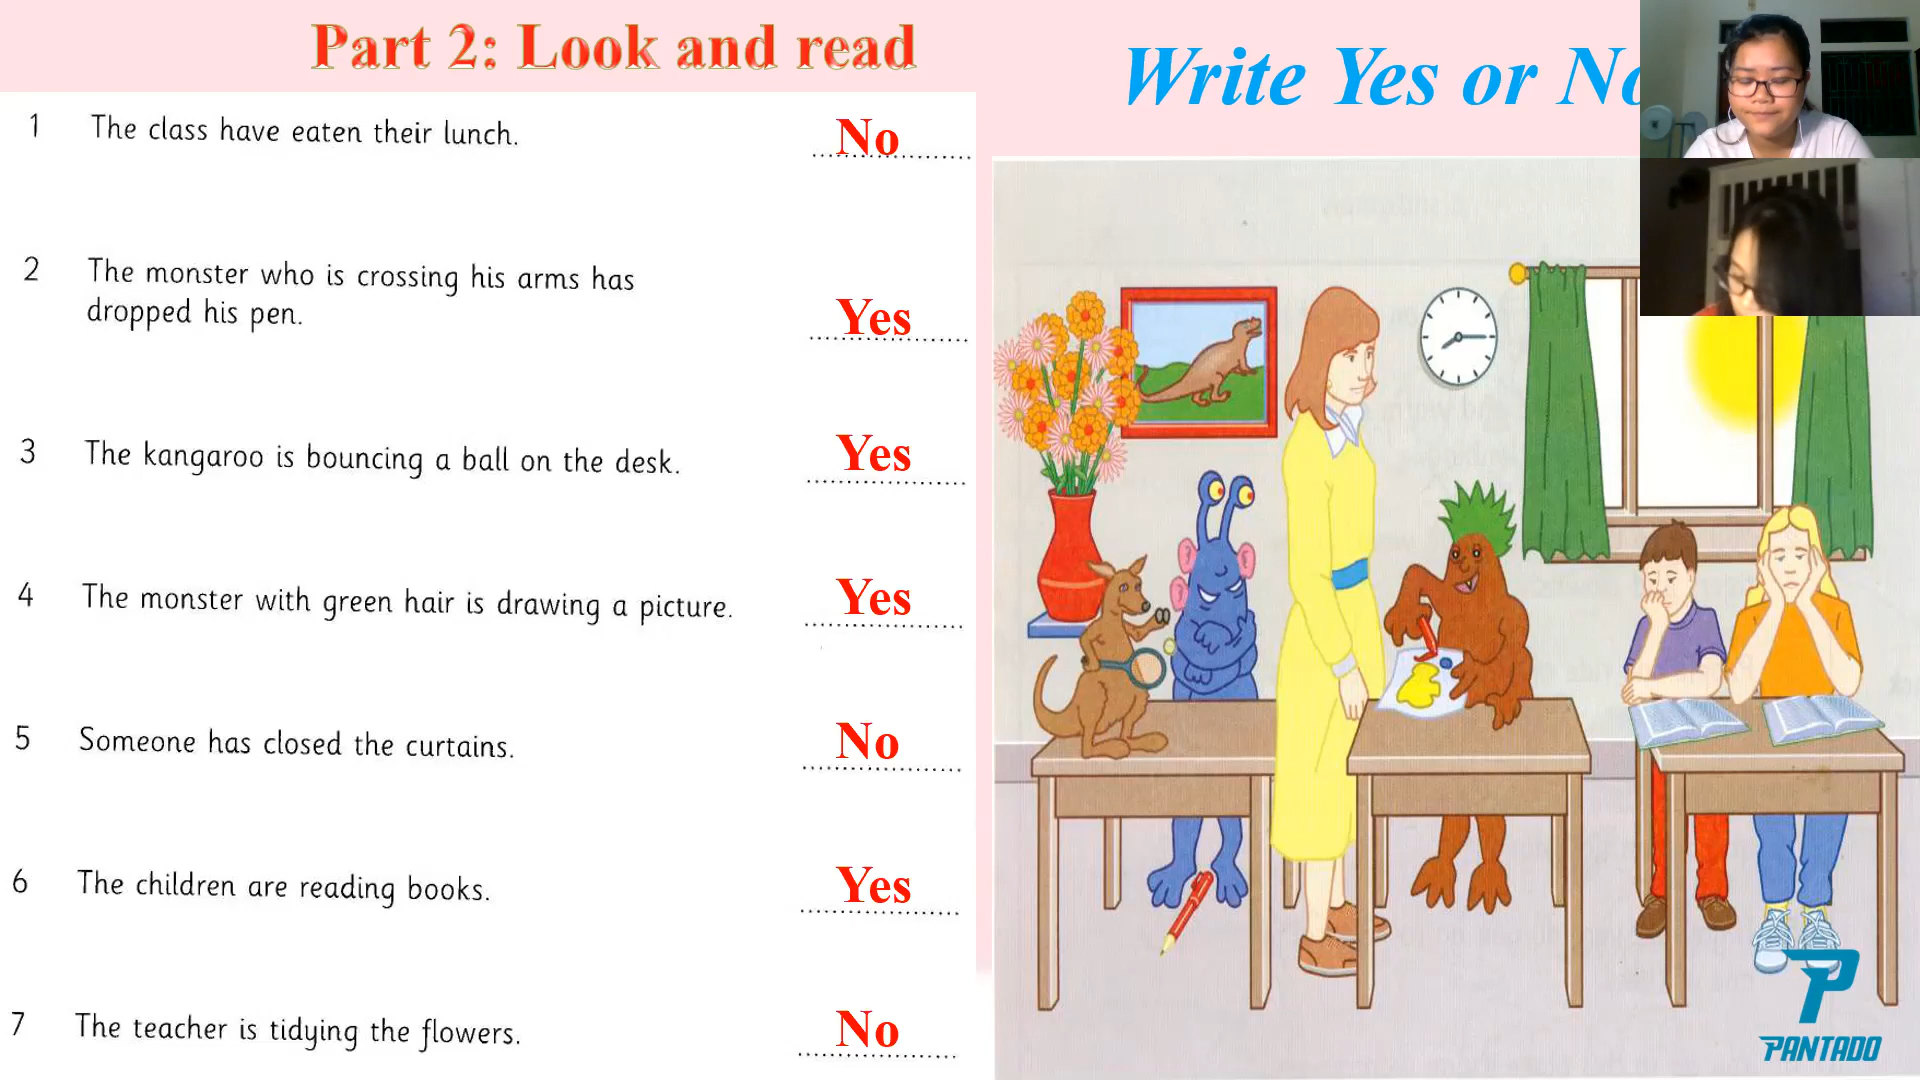 Part 2: Look and read
Write Yes or No
1 The class have eaten their lunch. No
2 The monster who is crossing his arms has
dropped his pen. Yes
3 The kangaroo is bouncing a ball on the desk. Yes
4 The monster with green hair is drawing a picture. Yes
5 Someone has closed the curtains. No
6 The children are reading books. Yes
7 The teacher is tidying the flowers. No
PANTADO